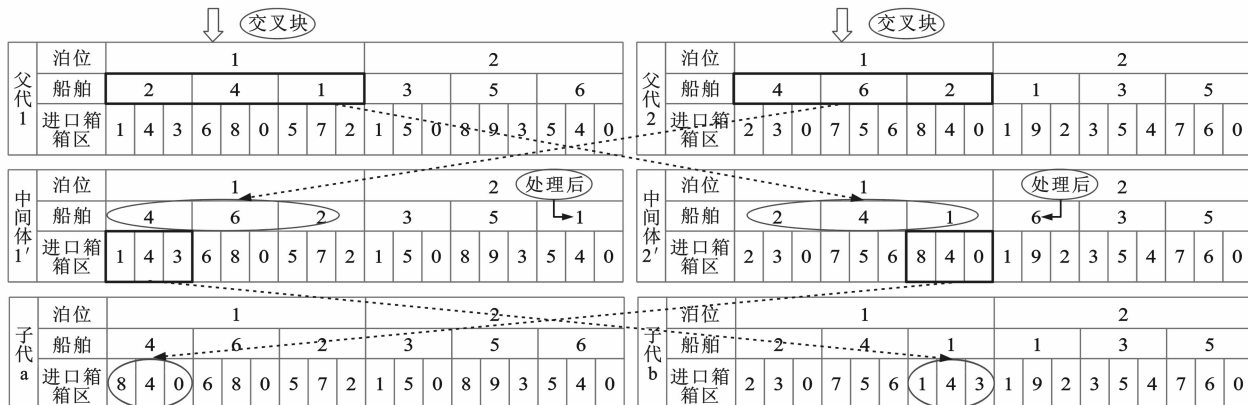 交叉块 交叉块
父代1 泊位 1 2
船舶 2 4 1 3 5 6
进口箱箱区 1 4 3 6 8 0 5 7 2 1 5 0 8 9 3 5 4 0
父代2 泊位 1 2
船舶 4 6 2 1 3 5
进口箱箱区 2 3 0 7 5 6 8 4 0 1 9 2 3 5 4 7 6 0
中间体1′ 泊位 1 2 处理后
船舶 4 6 2 3 5 1
进口箱箱区 1 4 3 6 8 0 5 7 2 1 5 0 8 9 3 5 4 0
中间体2′ 泊位 1 处理后 2
船舶 2 4 1 6 3 5
进口箱箱区 2 3 0 7 5 6 8 4 0 1 9 2 3 5 4 7 6 0
子代a 泊位 1 2
船舶 4 6 2 3 5 6
进口箱箱区 8 4 0 6 8 0 5 7 2 1 5 0 8 9 3 5 4 0
子代b 泊位 1 2
船舶 2 4 1 1 3 5
进口箱箱区 2 3 0 7 5 6 1 4 3 1 9 2 3 5 4 7 6 0